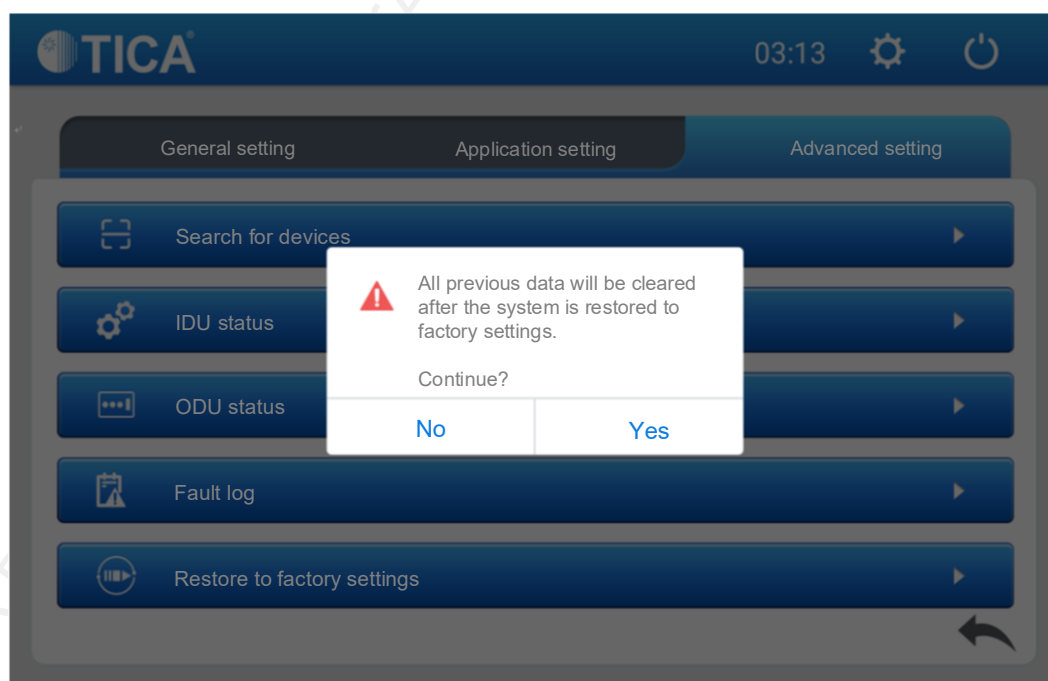 TICA
03:13
General setting
Application setting
Advanced setting
Search for devices
All previous data will be cleared
after the system is restored to
factory settings.
Continue?
No
Yes
IDU status
ODU status
Fault log
Restore to factory settings